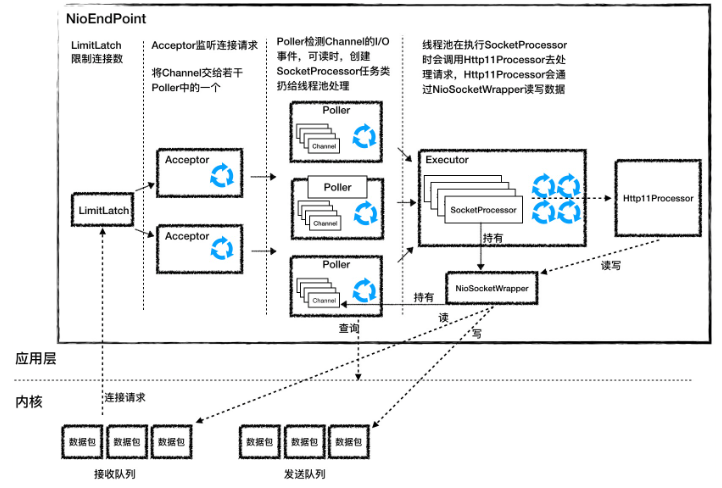 NioEndPoint
LimitLatch
限制连接数
Acceptor监听连接请求
将Channel交给若干
Poller中的一个
Poller检测Channel的I/O
事件，可读时，创建
SocketProcessor任务类
扔给线程池处理
线程池在执行SocketProcessor
时会调用Http11Processor去处
理请求，Http11Processor会通
过NioSocketWrapper读写数据
Poller
Channel
Acceptor
Poller
Channel
Executor
SocketProcessor
Http11Processor
LimitLatch
Acceptor
持有
Poller
Channel
读写
NioSocketWrapper
持有
读
写
查询
应用层
内核
连接请求
数据包
数据包
数据包
数据包
数据包
数据包
接收队列
发送队列